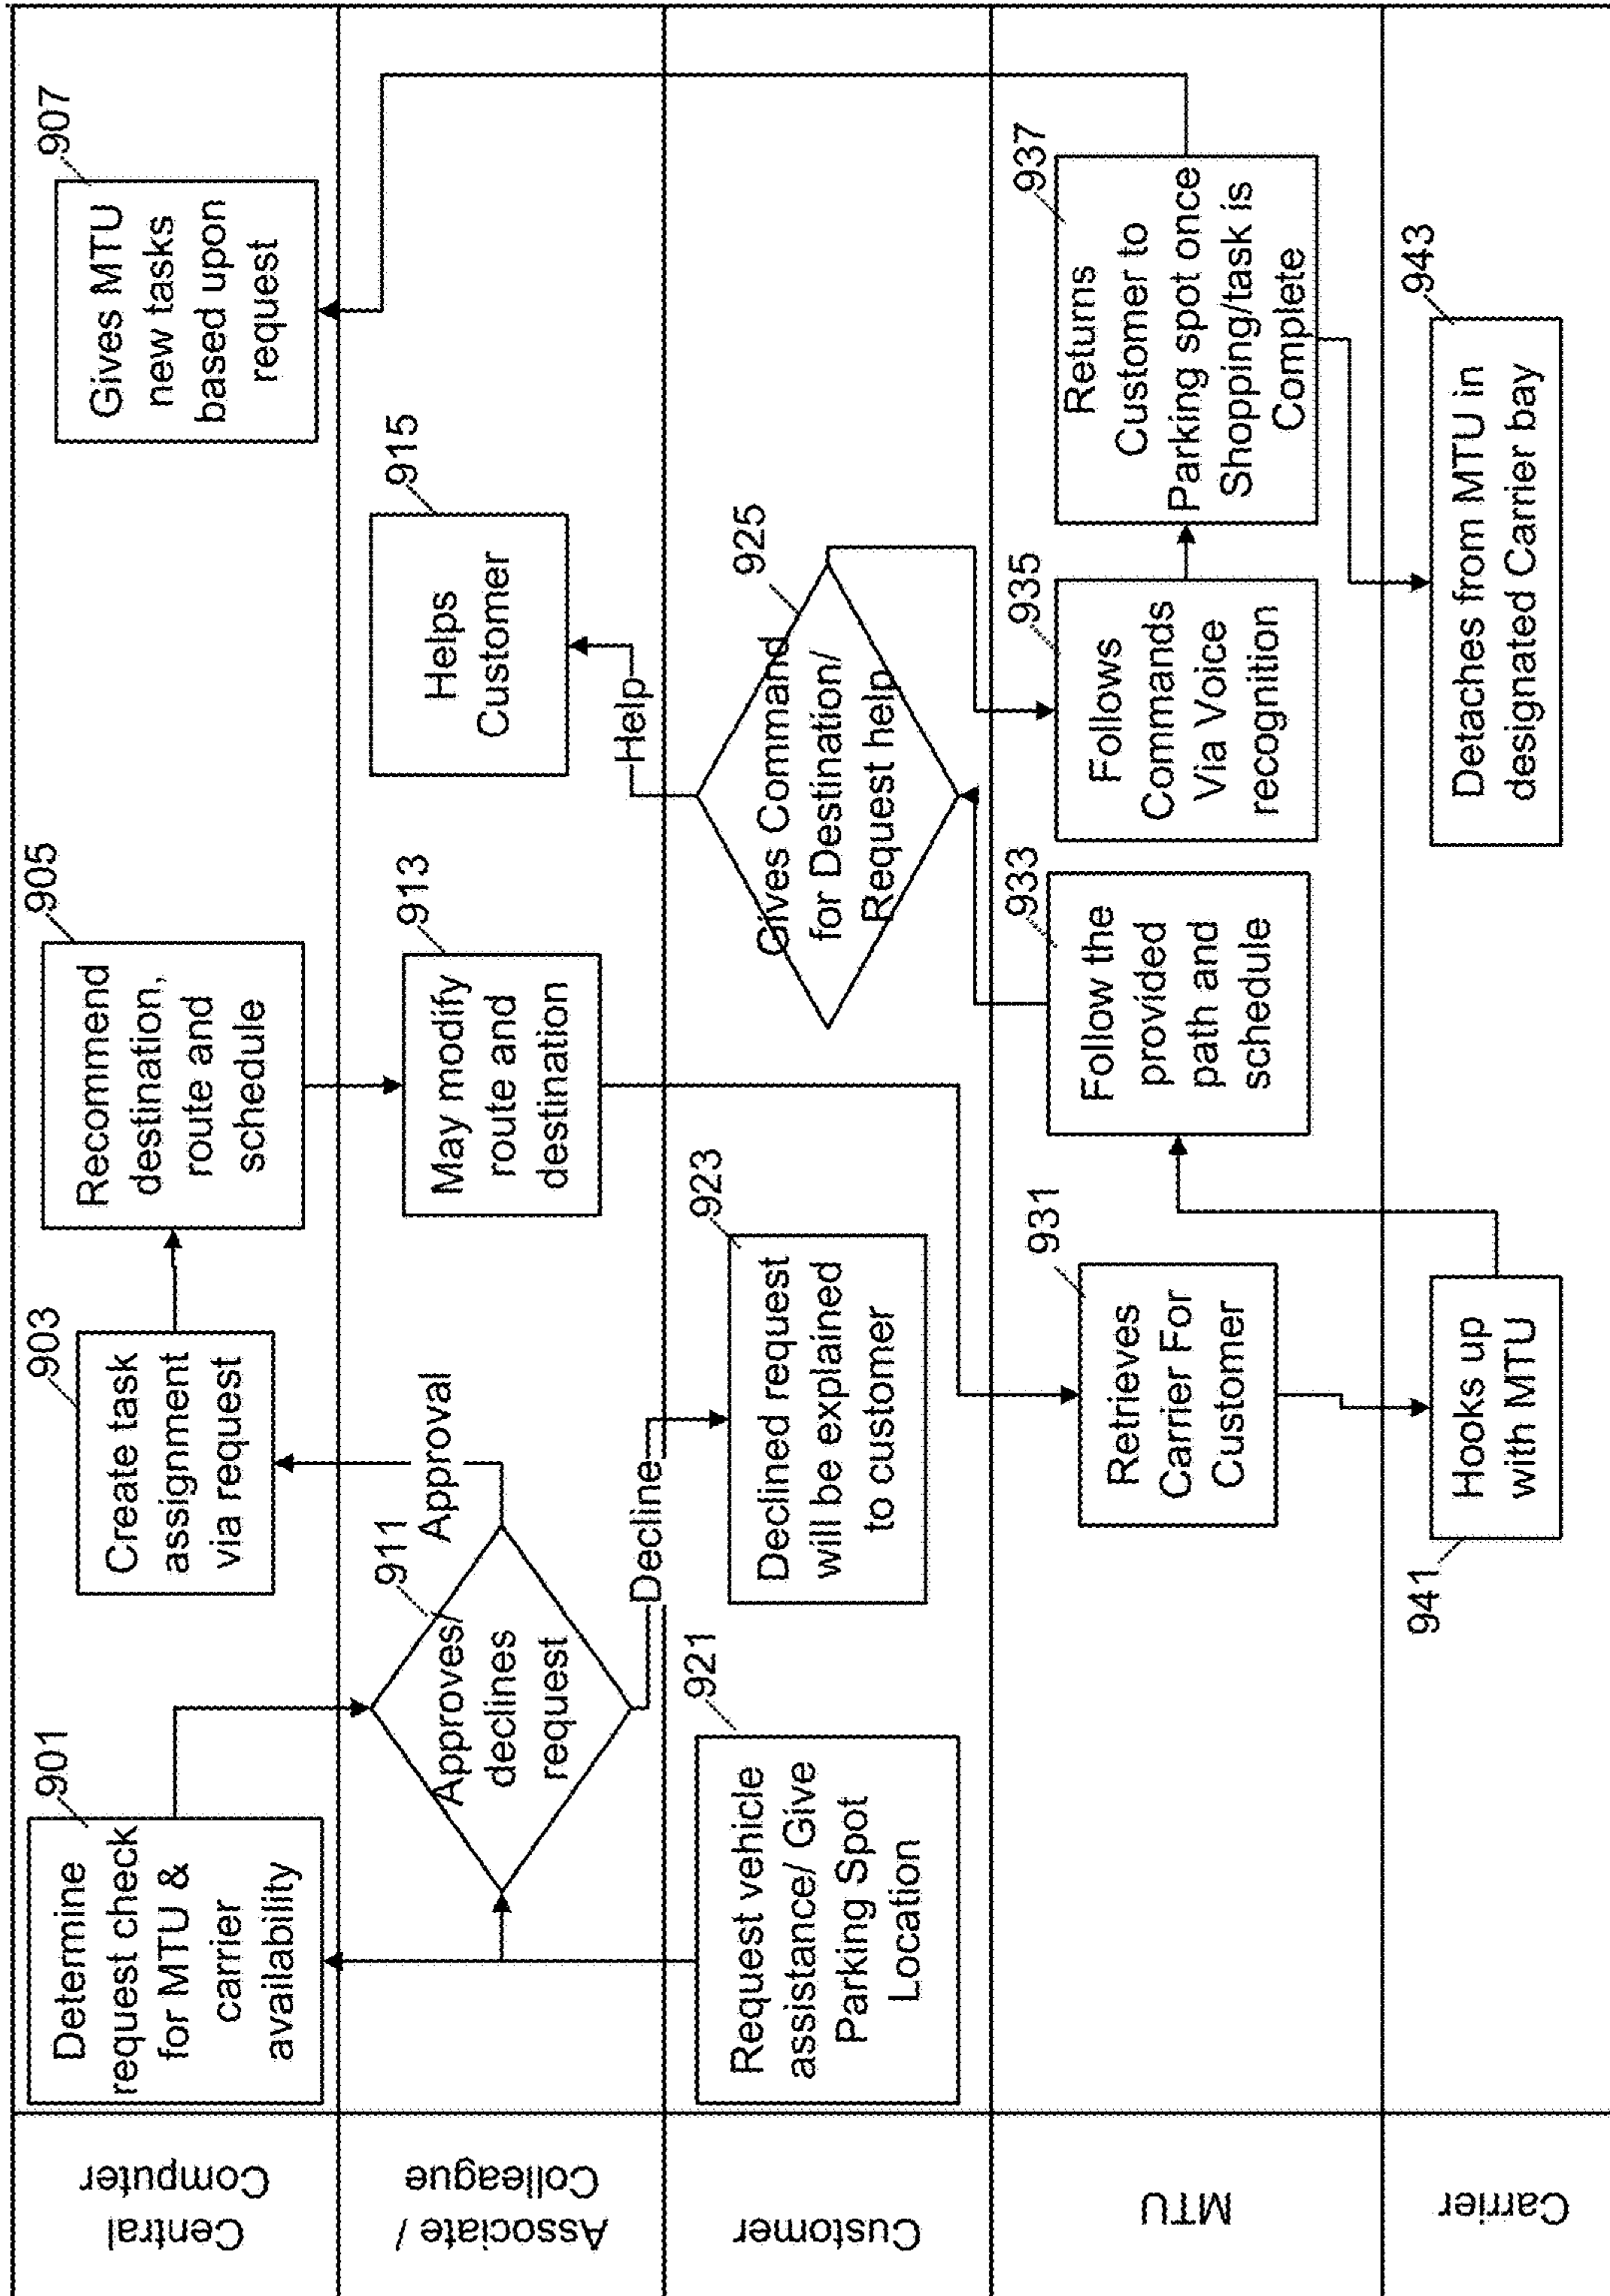 Central
Computer
901
Determine
request check
for MTU &
carrier
availability
903
Create task
assignment
via request
905
Recommend
destination,
route and
schedule
907
Gives MTU
new tasks
based upon
request
Associate /
Colleague
911
Approves/
declines
request
Approval
Decline
913
May modify
route and
destination
915
Helps
Customer
Help
Customer
921
Request vehicle
assistance/ Give
Parking Spot
Location
923
Declined request
will be explained
to customer
925
Gives Command
for Destination/
Request help
MTU
931
Retrieves
Carrier For
Customer
933
Follow the
provided
path and
schedule
935
Follows
Commands
Via Voice
recognition
937
Returns
Customer to
Parking spot once
Shopping/task is
Complete
Carrier
941
Hooks up
with MTU
943
Detaches from MTU in
designated Carrier bay